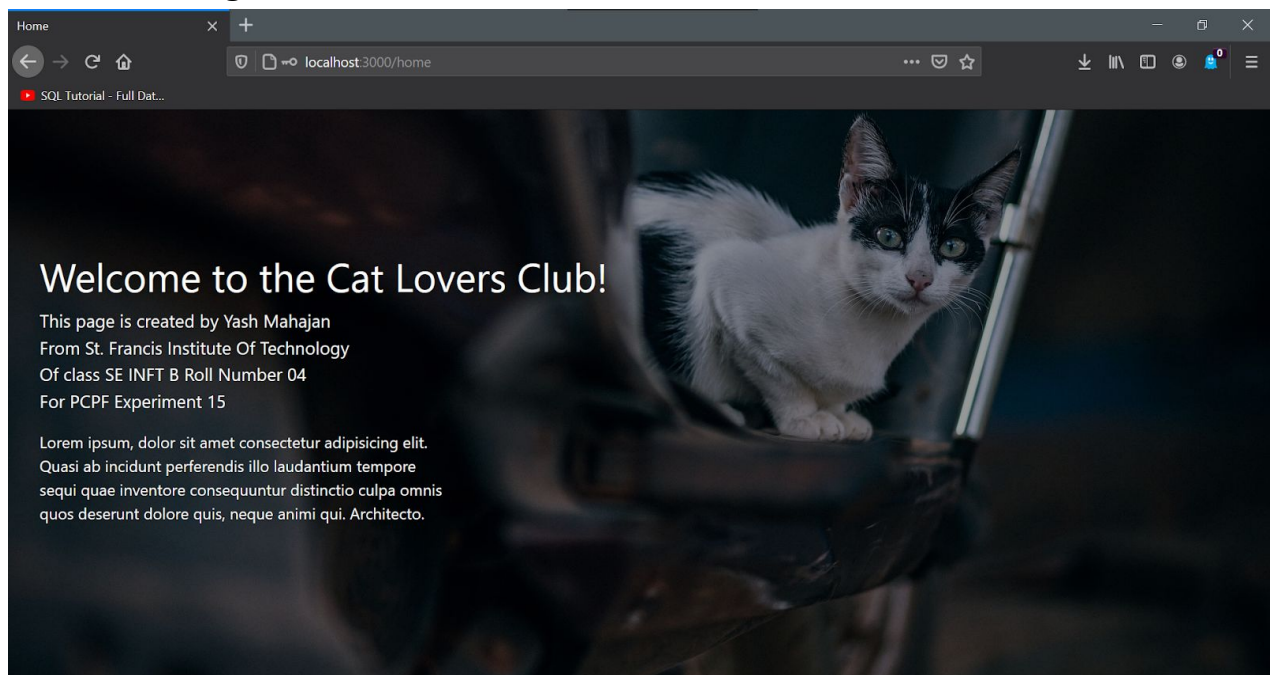 Home
localhost:3000/home
0
SQL Tutorial - Full Dat...
Welcome to the Cat Lovers Club!
This page is created by Yash Mahajan
From St. Francis Institute Of Technology
Of class SE INFT B Roll Number 04
For PCPF Experiment 15
Lorem ipsum, dolor sit amet consectetur adipisicing elit.
Quasi ab incidunt perferendis illo laudantium tempore
sequi quae inventore consequuntur distinctio culpa omnis
quos deserunt dolore quis, neque animi qui. Architecto.